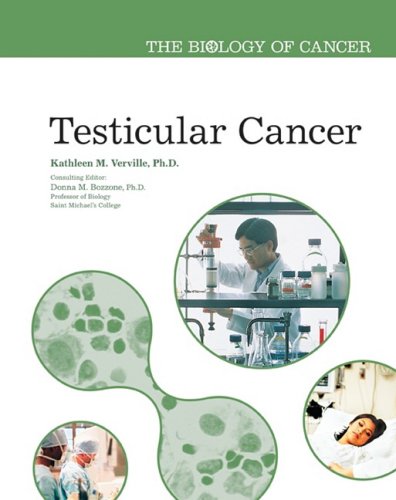 THE BIOLOGY OF CANCER
Testicular Cancer
Kathleen M. Verville, Ph.D.
Consulting Editor:
Donna M. Bozzone, Ph.D.
Professor of Biology
Saint Michael's College